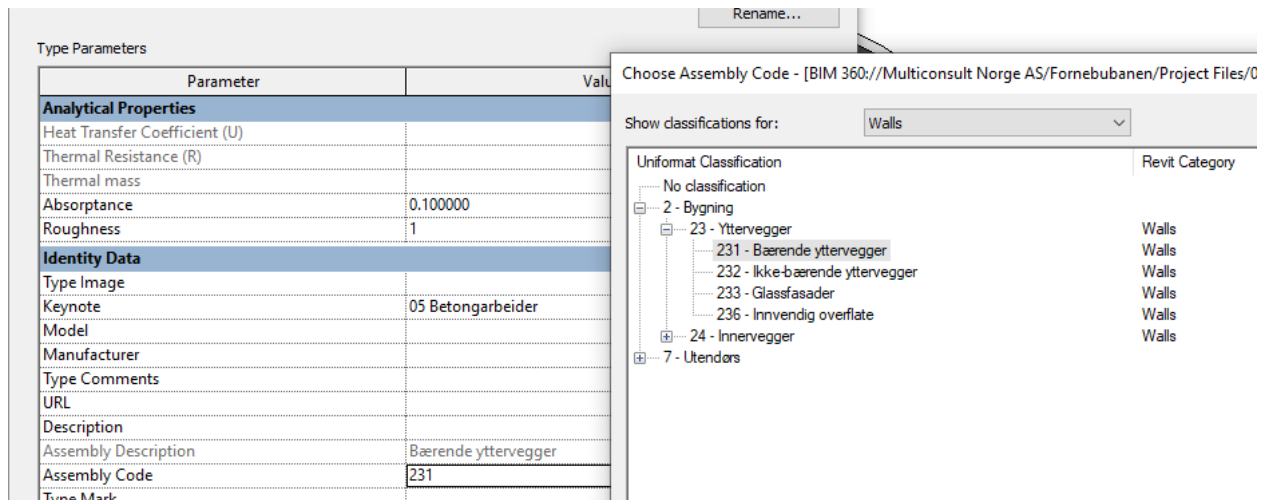 Rename...
Type Parameters
Parameter
Valu
Analytical Properties
Heat Transfer Coefficient (U)
Thermal Resistance (R)
Thermal mass
Absorptance 0.100000
Roughness 1
Identity Data
Type Image
Keynote 05 Betongarbeider
Model
Manufacturer
Type Comments
URL
Description
Assembly Description Bærende yttervegger
Assembly Code 231
Type Mark
Choose Assembly Code - [BIM 360://Multiconsult Norge AS/Fornebubanen/Project Files/0
Show classifications for: Walls
Uniformat Classification Revit Category
No classification
2 - Bygning
23 - Yttervegger Walls
231 - Bærende yttervegger Walls
232 - Ikke-bærende yttervegger Walls
233 - Glassfasader Walls
236 - Innvendig overflate Walls
24 - Innervegger Walls
7 - Utendørs